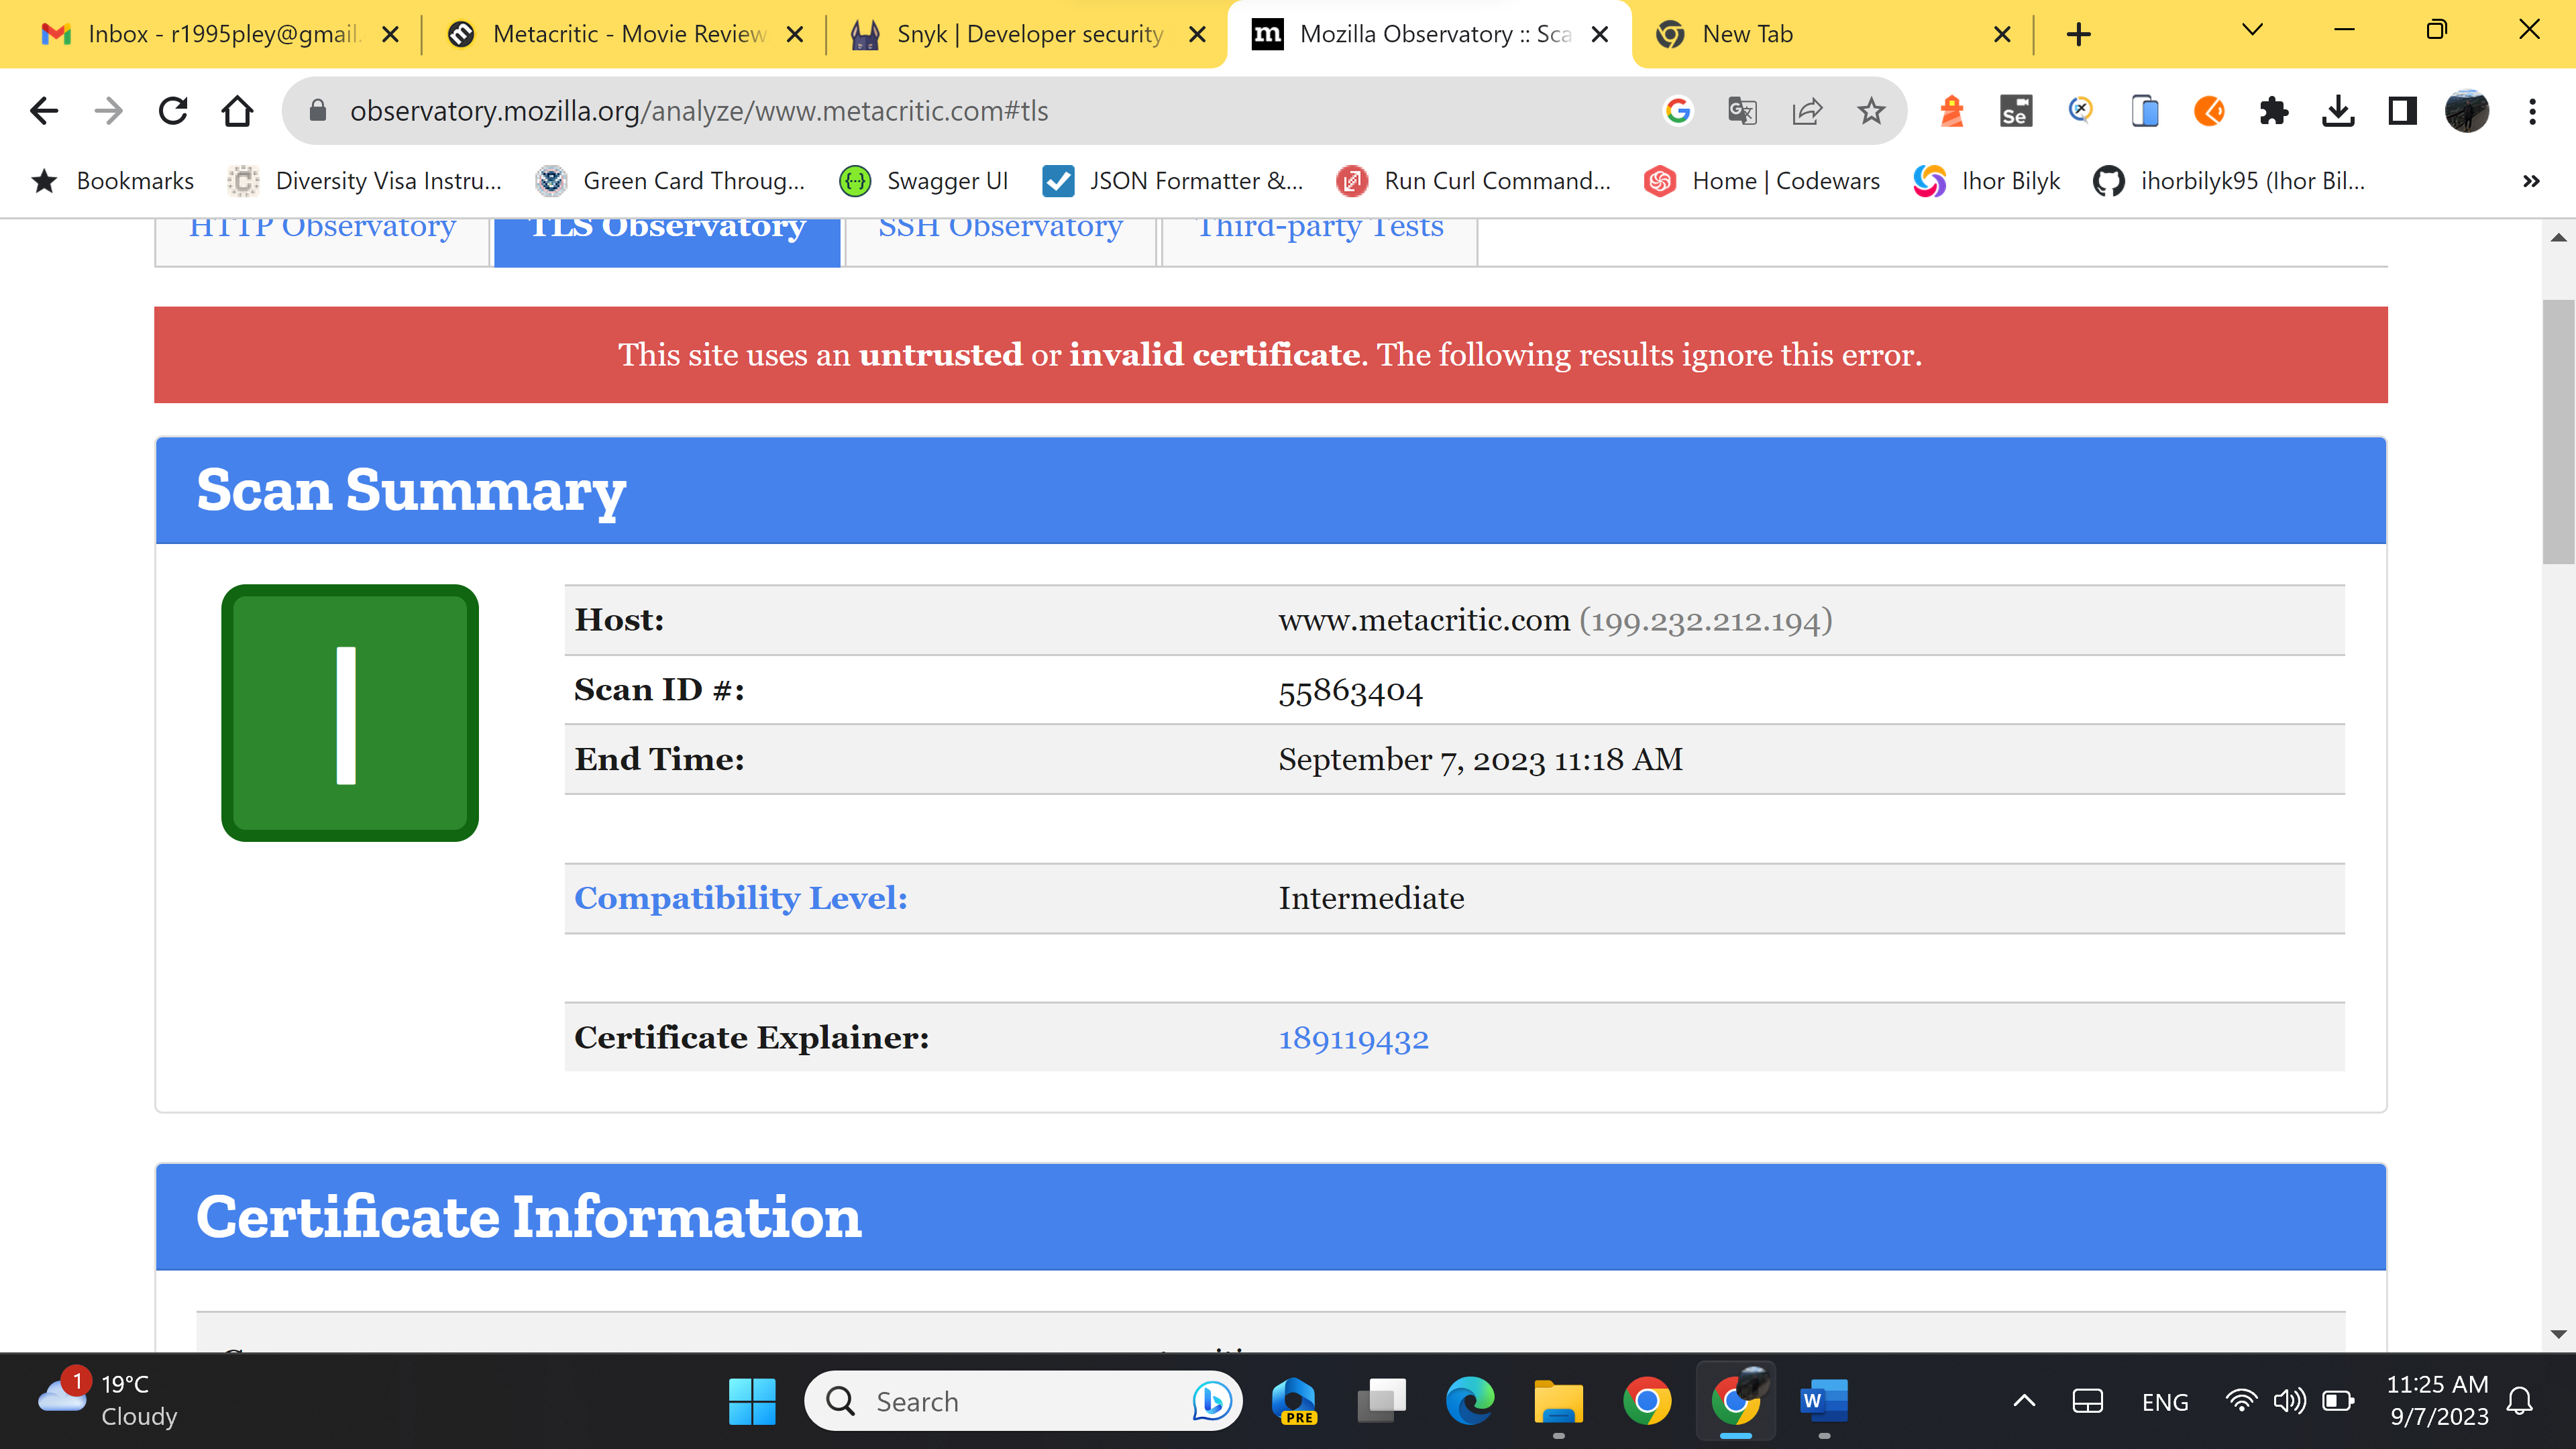 Inbox - r1995pley@gmail.
Metacritic - Movie Review
Snyk | Developer security
Mozilla Observatory :: Sca
New Tab
observatory.mozilla.org/analyze/www.metacritic.com#tls
Bookmarks
Diversity Visa Instru...
Green Card Throug...
Swagger UI
JSON Formatter &...
Run Curl Command...
Home | Codewars
Ihor Bilyk
ihorbilyk95 (Ihor Bil...
»
HTTP Observatory
TLS Observatory
SSH Observatory
Third-party Tests
This site uses an untrusted or invalid certificate. The following results ignore this error.
Scan Summary
I
Host: www.metacritic.com (199.232.212.194)
Scan ID #: 55863404
End Time: September 7, 2023 11:18 AM
Compatibility Level: Intermediate
Certificate Explainer: 189119432
Certificate Information
1
19°C
Cloudy
Search
PRE
W
ENG
11:25 AM
9/7/2023